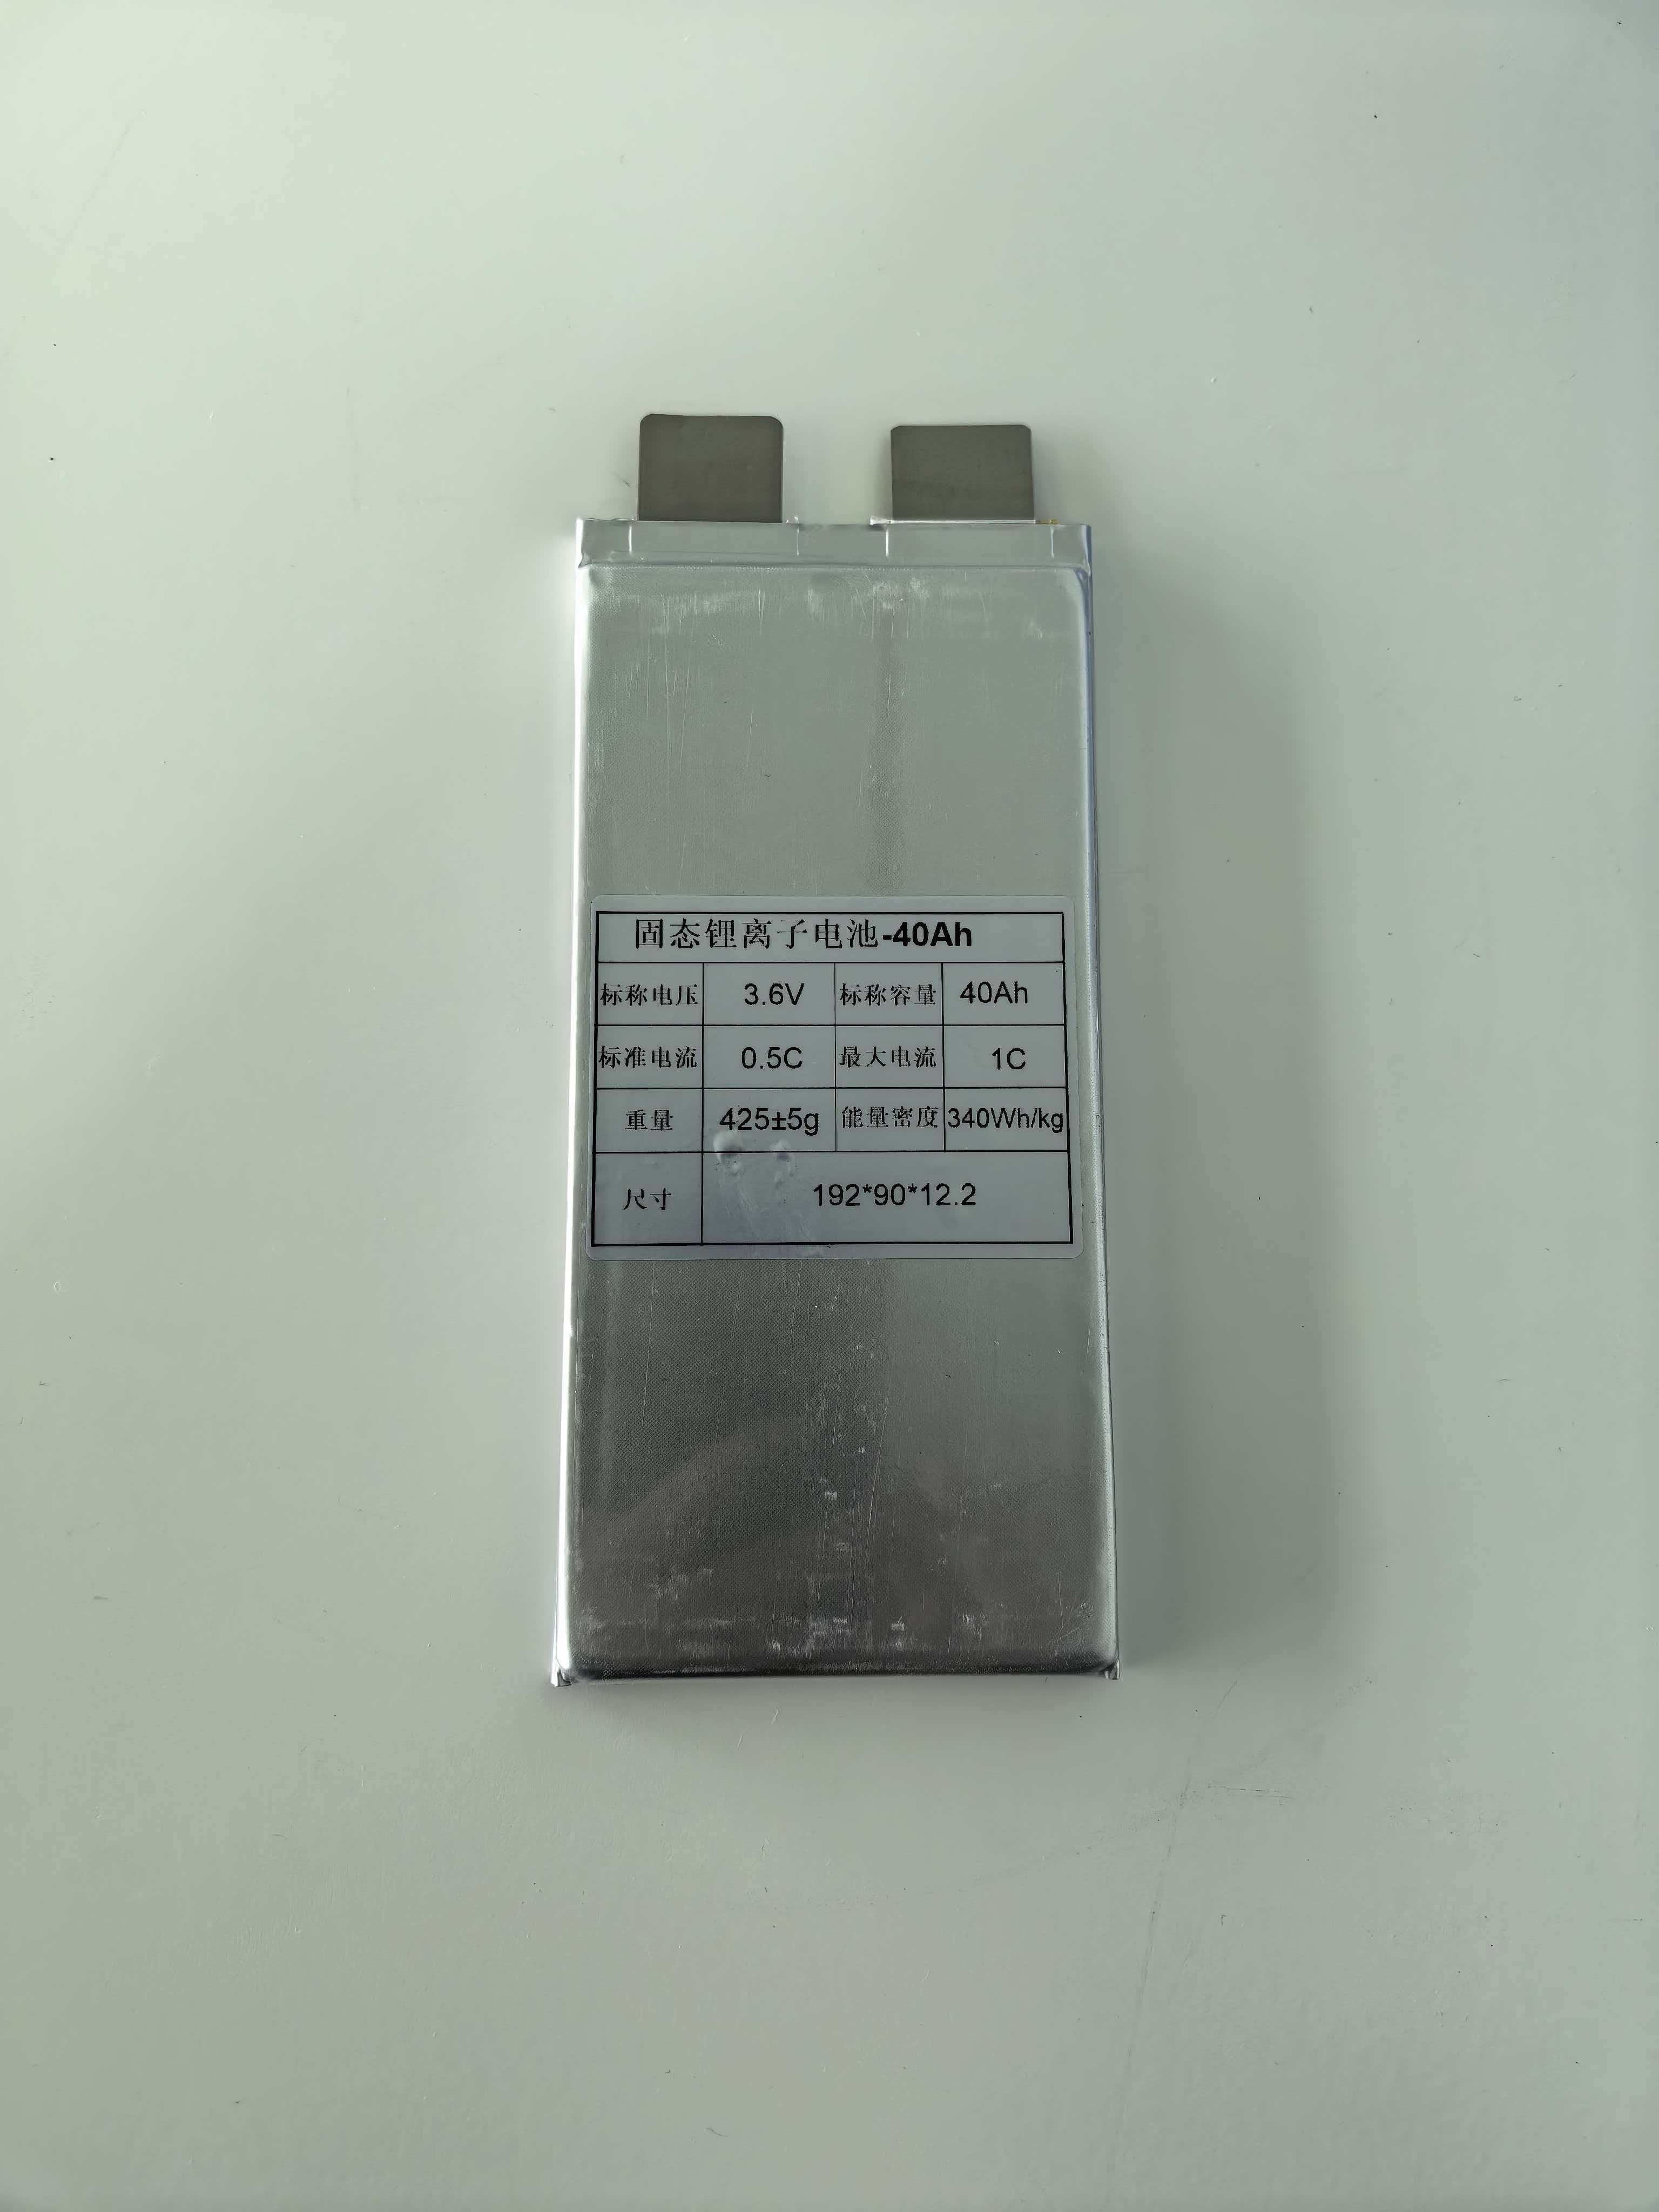 固态锂离子电池-40Ah
标称电压 3.6V 标称容量 40Ah
标准电流 0.5C 最大电流 1C
重量 425±5g 能量密度 340Wh/kg
尺寸 192*90*12.2